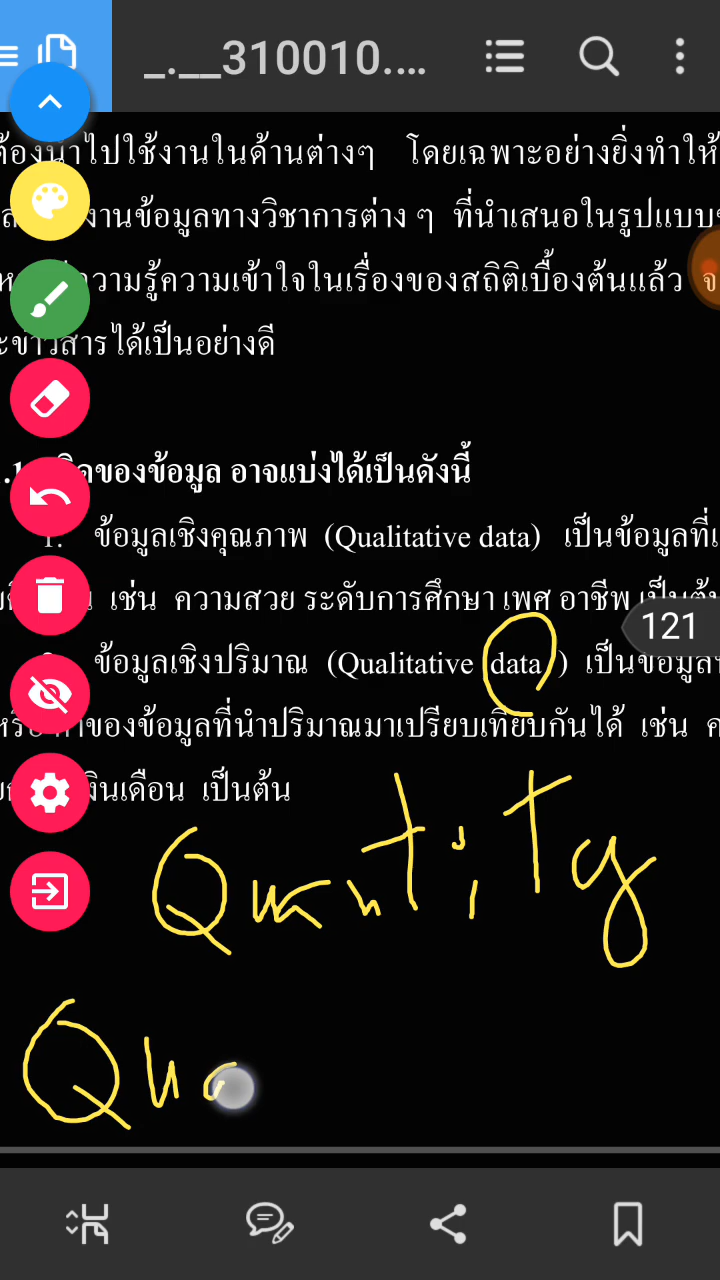 _.__310010....
ต้องนำไปใช้งานในด้านต่างๆ โดยเฉพาะอย่างยิ่งทำให้
งานข้อมูลทางวิชาการต่าง ๆ ที่นำเสนอในรูปแบบ
ความรู้ความเข้าใจในเรื่องของสถิติเบื้องต้นแล้ว จ
ะข่าวสารได้เป็นอย่างดี
ของข้อมูล อาจแบ่งได้เป็นดังนี้
1. ข้อมูลเชิงคุณภาพ (Qualitative data) เป็นข้อมูลที่
เช่น ความสวย ระดับการศึกษา เพศ อาชีพ เป็นต้น
121
ข้อมูลเชิงปริมาณ (Qualitative data) เป็นข้อมูล
หรือ ค่าของข้อมูลที่นำปริมาณมาเปรียบเทียบกันได้ เช่น
งินเดือน เป็นต้น
Quantity
Qua